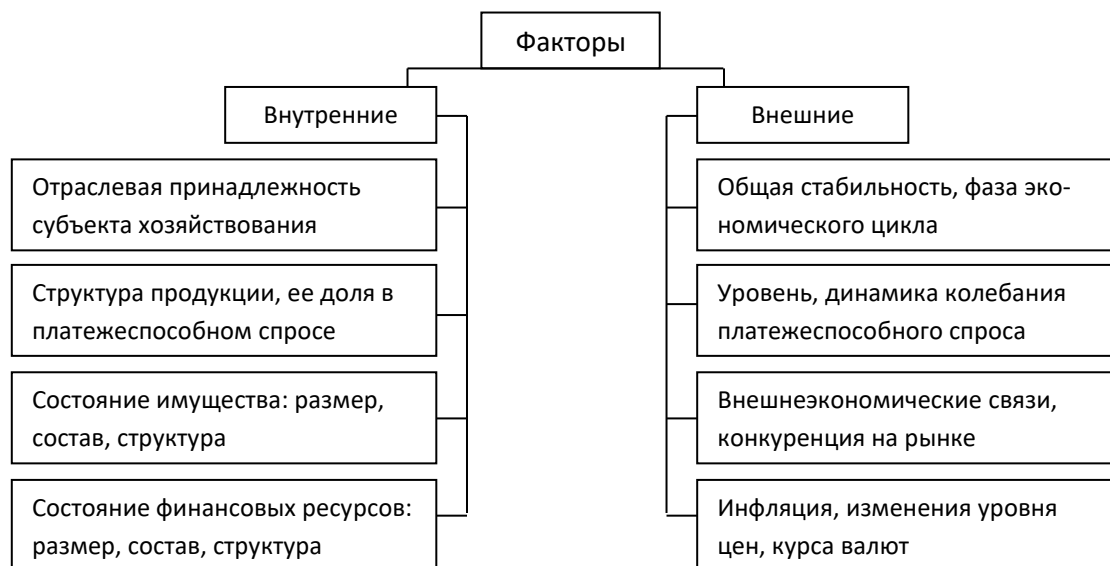 Факторы
Внутренние
Отраслевая принадлежность
субъекта хозяйствования
Структура продукции, ее доля в
платежеспособном спросе
Состояние имущества: размер,
состав, структура
Состояние финансовых ресурсов:
размер, состав, структура
Внешние
Общая стабильность, фаза эко-
номического цикла
Уровень, динамика колебания
платежеспособного спроса
Внешнеэкономические связи,
конкуренция на рынке
Инфляция, изменения уровня
цен, курса валют